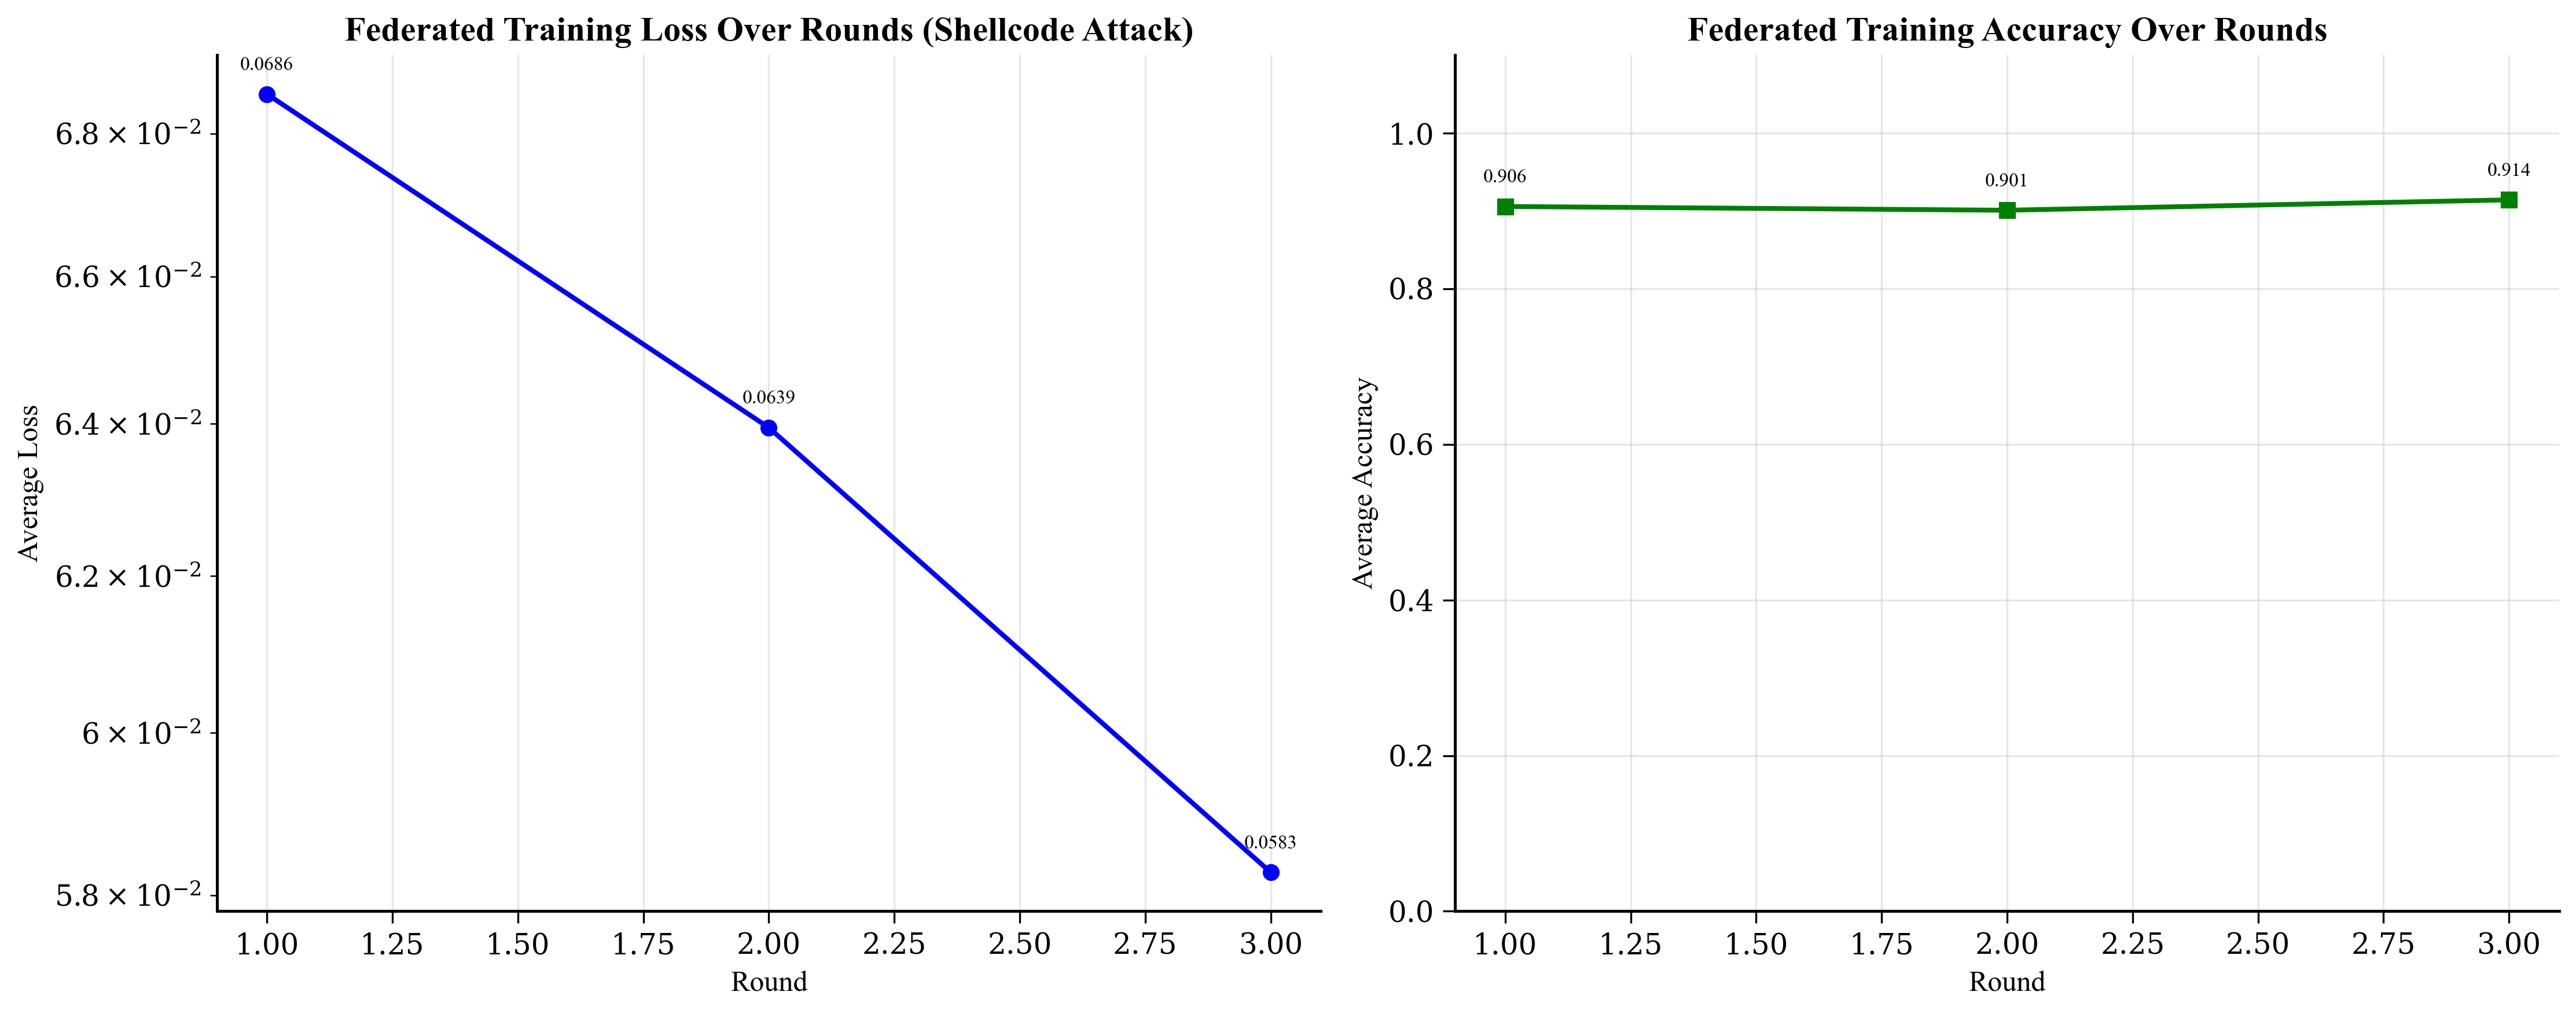 Federated Training Loss Over Rounds (Shellcode Attack)
0.0686
6.8 × 10⁻²
6.6 × 10⁻²
0.0639
6.4 × 10⁻²
Average Loss
6.2 × 10⁻²
6 × 10⁻²
0.0583
5.8 × 10⁻²
1.00 1.25 1.50 1.75 2.00 2.25 2.50 2.75 3.00
Round
Federated Training Accuracy Over Rounds
1.0
0.906 0.901 0.914
0.8
0.6
Average Accuracy
0.4
0.2
0.0
1.00 1.25 1.50 1.75 2.00 2.25 2.50 2.75 3.00
Round